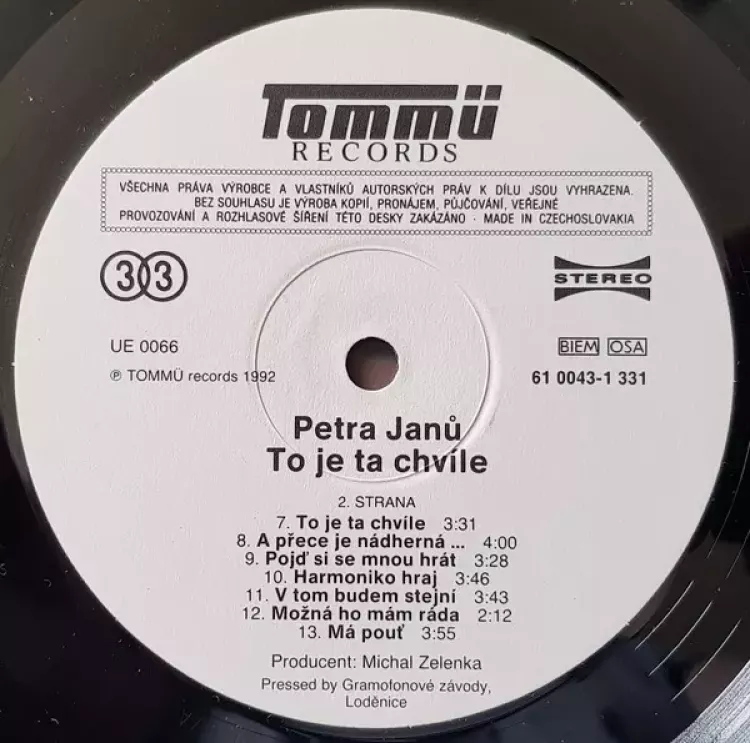 Tommü
RECORDS
VŠECHNA PRÁVA VÝROBCE A VLASTNÍKŮ AUTORSKÝCH PRÁV K DÍLU JSOU VYHRAZENA.
BEZ SOUHLASU JE VÝROBA KOPIÍ, PRONÁJEM, PŮJČOVÁNÍ, VEŘEJNÉ
PROVOZOVÁNÍ A ROZHLASOVÉ ŠÍŘENÍ TÉTO DESKY ZAKÁZÁNO · MADE IN CZECHOSLOVAKIA
33
STEREO
UE 0066
BIEM OSA
℗ TOMMÜ records 1992
61 0043-1 331
Petra Janů
To je ta chvíle
2. STRANA
7. To je ta chvíle 3:31
8. A přece je nádherná ... 4:00
9. Pojď si se mnou hrát 3:28
10. Harmoniko hraj 3:46
11. V tom budem stejní 3:43
12. Možná ho mám ráda 2:12
13. Má pouť 3:55
Producent: Michal Zelenka
Pressed by Gramofonové závody,
Loděnice